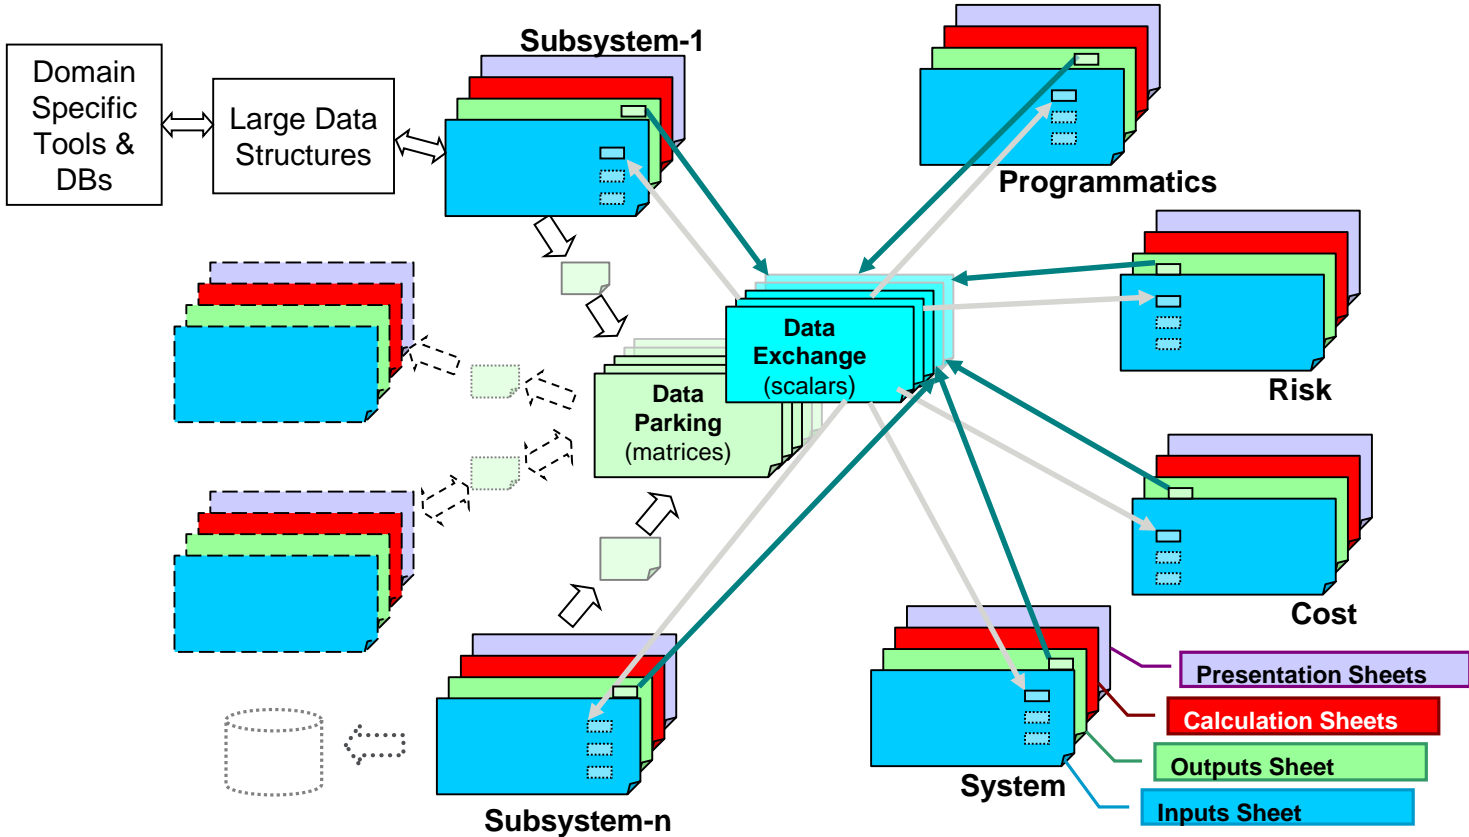 Subsystem-1
Domain
Specific
Tools &
DBs
Large Data
Structures
Programmatics
Data
Exchange
(scalars)
Data
Parking
(matrices)
Risk
Cost
System
Subsystem-n
Presentation Sheets
Calculation Sheets
Outputs Sheet
Inputs Sheet